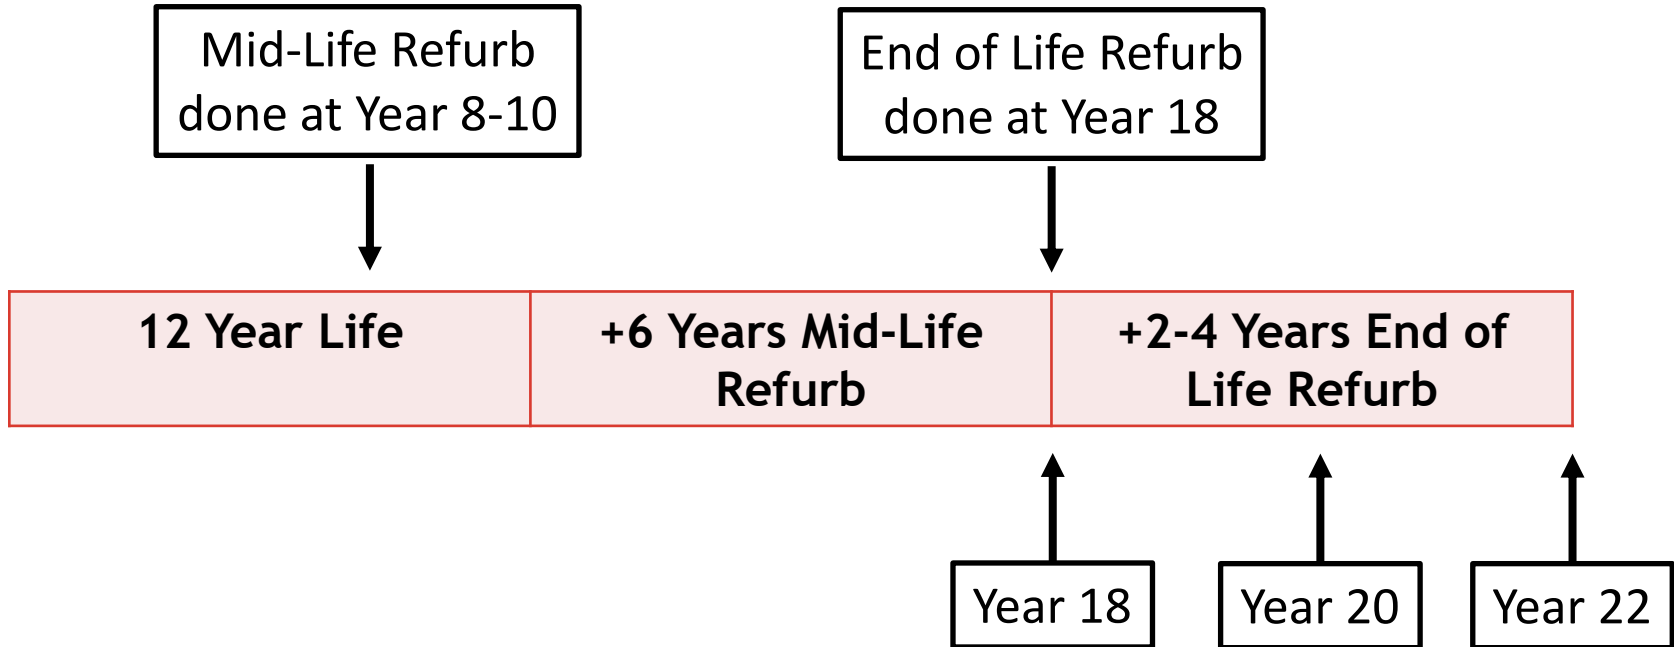 Mid-Life Refurb
done at Year 8-10
End of Life Refurb
done at Year 18
12 Year Life
+6 Years Mid-Life
Refurb
+2-4 Years End of
Life Refurb
Year 18
Year 20
Year 22